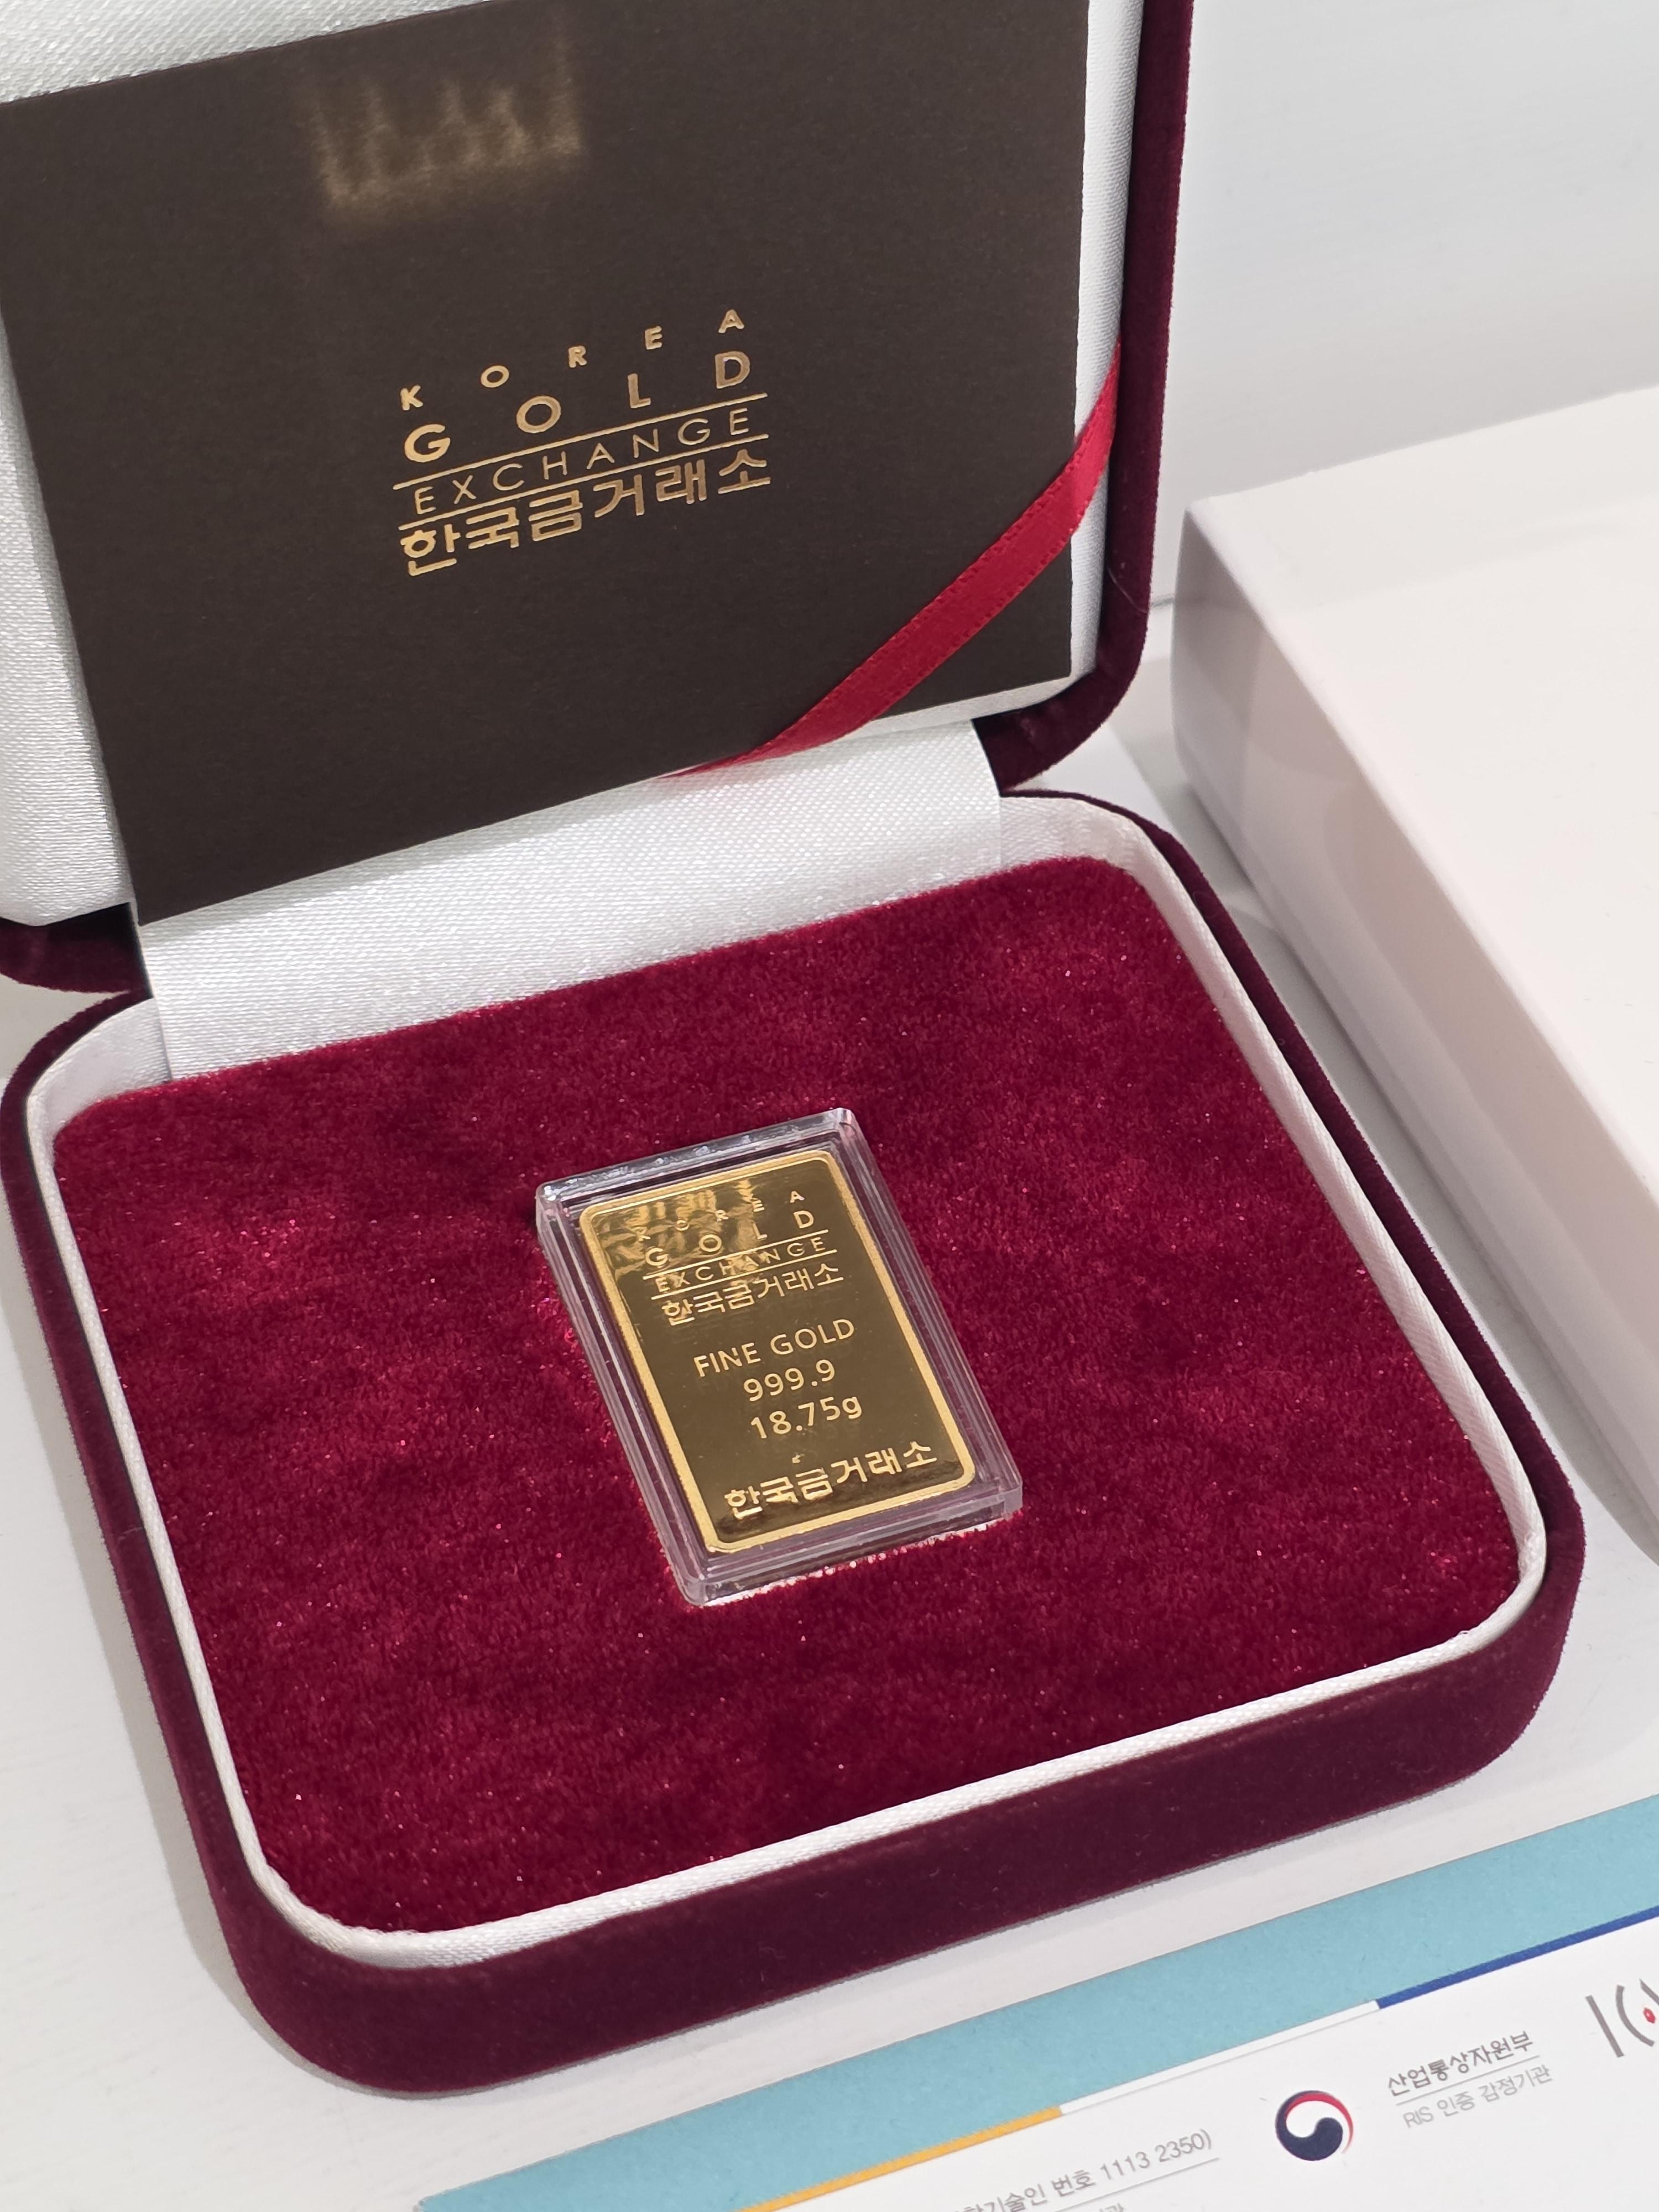 KOREA
GOLD
EXCHANGE
한국금거래소
KOREA
GOLD
EXCHANGE
한국금거래소
FINE GOLD
999.9
18.75g
한국금거래소
산업통상자원부
RIS 인증 감정기관
번호 1113 2350)